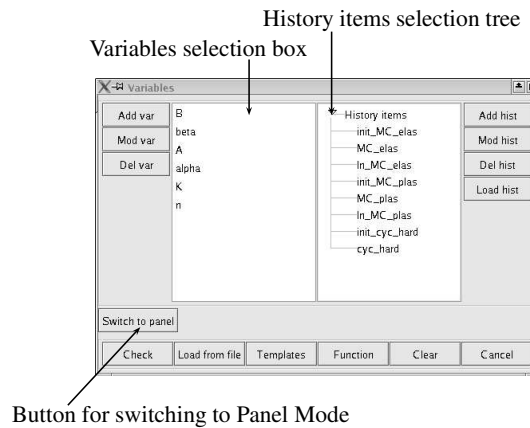 History items selection tree
Variables selection box
Variables
Add var
Mod var
Del var
B
beta
A
alpha
K
n
History items
init_MC_elas
MC_elas
ln_MC_elas
init_MC_plas
MC_plas
ln_MC_plas
init_cyc_hard
cyc_hard
Add hist
Mod hist
Del hist
Load hist
Switch to panel
Check Load from file Templates Function Clear Cancel
Button for switching to Panel Mode